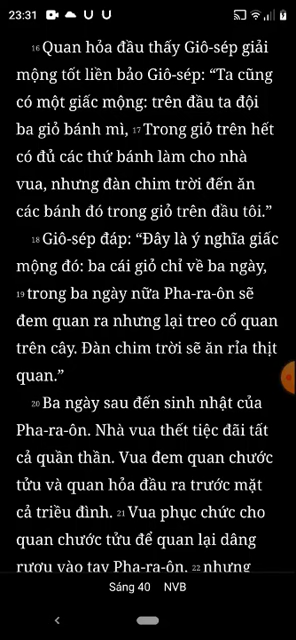 23:31
16 Quan hỏa đầu thấy Giô-sép giải
mộng tốt liền bảo Giô-sép: “Ta cũng
có một giấc mộng: trên đầu ta đội
ba giỏ bánh mì, 17 Trong giỏ trên hết
có đủ các thứ bánh làm cho nhà
vua, nhưng đàn chim trời đến ăn
các bánh đó trong giỏ trên đầu tôi.”
18 Giô-sép đáp: “Đây là ý nghĩa giấc
mộng đó: ba cái giỏ chỉ về ba ngày,
19 trong ba ngày nữa Pha-ra-ôn sẽ
đem quan ra nhưng lại treo cổ quan
trên cây. Đàn chim trời sẽ ăn rỉa thịt
quan.”
20 Ba ngày sau đến sinh nhật của
Pha-ra-ôn. Nhà vua thết tiệc đãi tất
cả quần thần. Vua đem quan chước
tửu và quan hỏa đầu ra trước mặt
cả triều đình. 21 Vua phục chức cho
quan chước tửu để quan lại dâng
rượu vào tay Pha-ra-ôn, 22 nhưng
Sáng 40 NVB